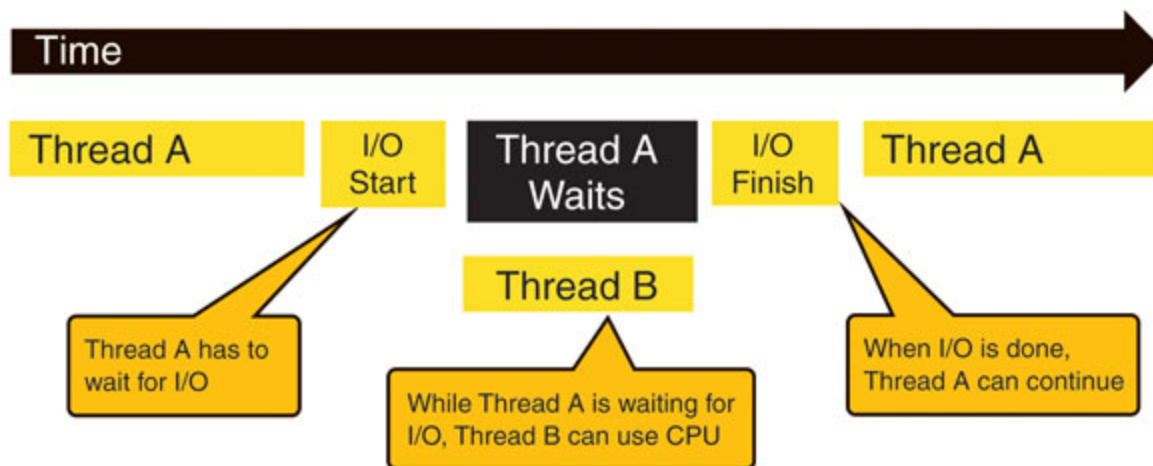 Time
Thread A
I/O
Start
Thread A
Waits
I/O
Finish
Thread A
Thread B
Thread A has to
wait for I/O
While Thread A is waiting for
I/O, Thread B can use CPU
When I/O is done,
Thread A can continue